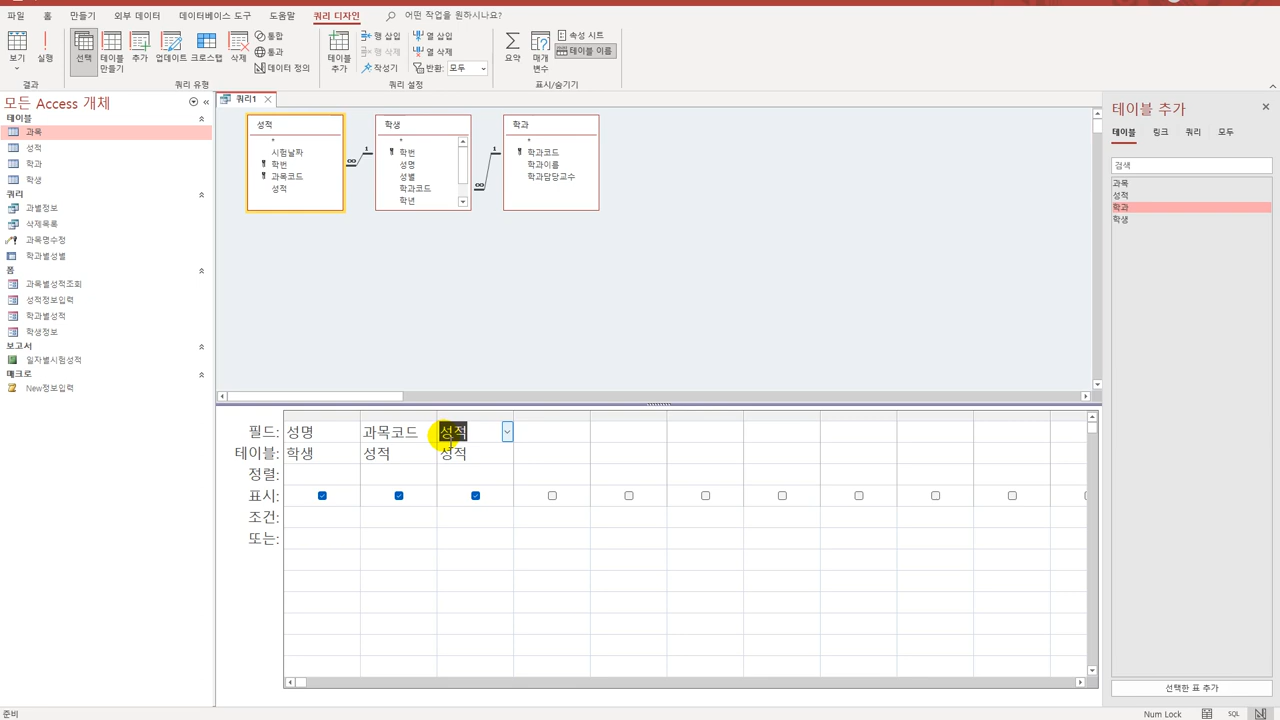 파일 홈 만들기 외부 데이터 데이터베이스 도구 도움말 쿼리 디자인 어떤 작업을 원하시나요?
보기 실행 선택 테이블 만들기 추가 업데이트 크로스탭 삭제 통합 통과 데이터 정의 테이블 추가 행 삽입 행 삭제 작성기 열 삽입 열 삭제 반환: 모두 요약 매개 변수 속성 시트 테이블 이름
결과 쿼리 유형 쿼리 설정 표시/숨기기
모든 Access 개체
테이블
과목
성적
학과
학생
쿼리
과별정보
삭제목록
과목명수정
학과별성별
폼
과목별성적조회
성적정보입력
학과별성적
학생정보
보고서
일자별시험성적
매크로
New정보입력
쿼리1
성적
*
시험날짜
학번
과목코드
성적
학생
*
학번
성명
성별
학과코드
학년
학과
*
학과코드
학과이름
학과담당교수
∞ 1
∞ 1
필드: 성명 과목코드 성적
테이블: 학생 성적 성적
정렬:
표시:
조건:
또는:
테이블 추가
테이블 링크 쿼리 모두
검색
과목
성적
학과
학생
선택한 표 추가
준비 Num Lock SQL